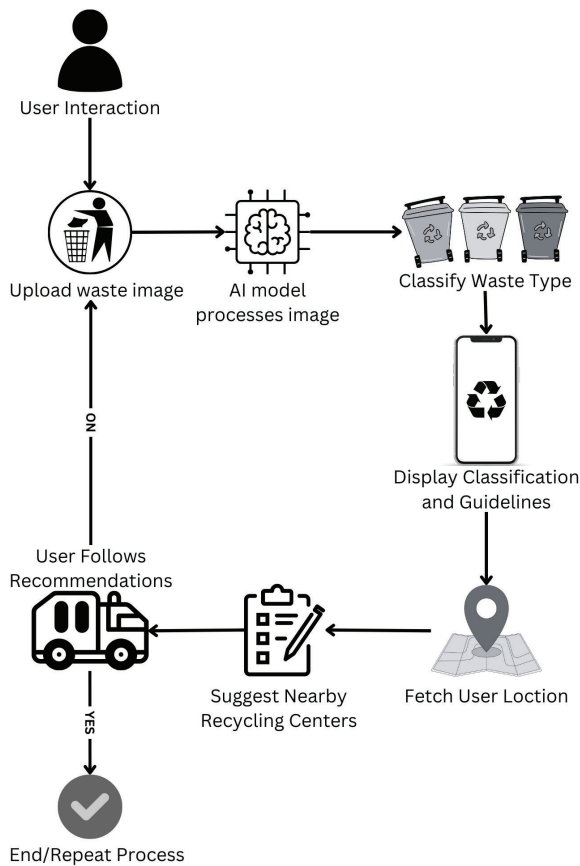 User Interaction
Upload waste image
AI model
processes image
Classify Waste Type
Display Classification
and Guidelines
Fetch User Loction
Suggest Nearby
Recycling Centers
User Follows
Recommendations
NO
YES
End/Repeat Process